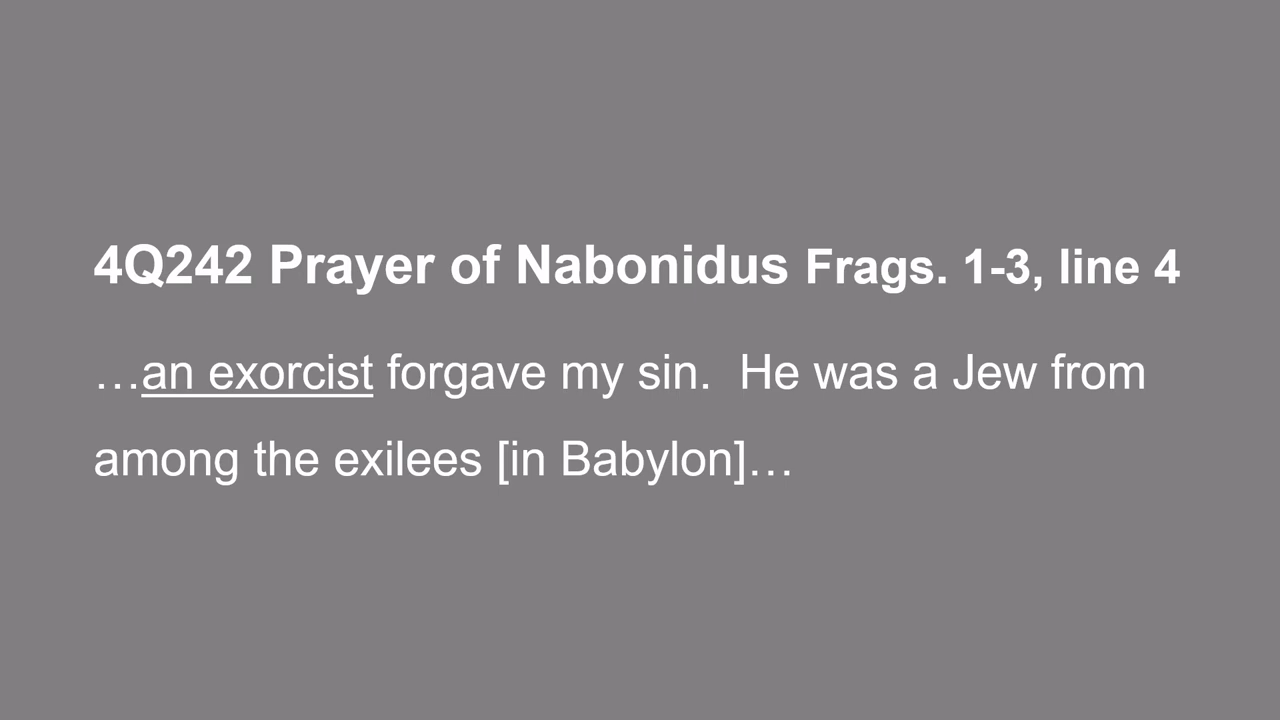 4Q242 Prayer of Nabonidus Frags. 1-3, line 4
…an exorcist forgave my sin.  He was a Jew from
among the exilees [in Babylon]…